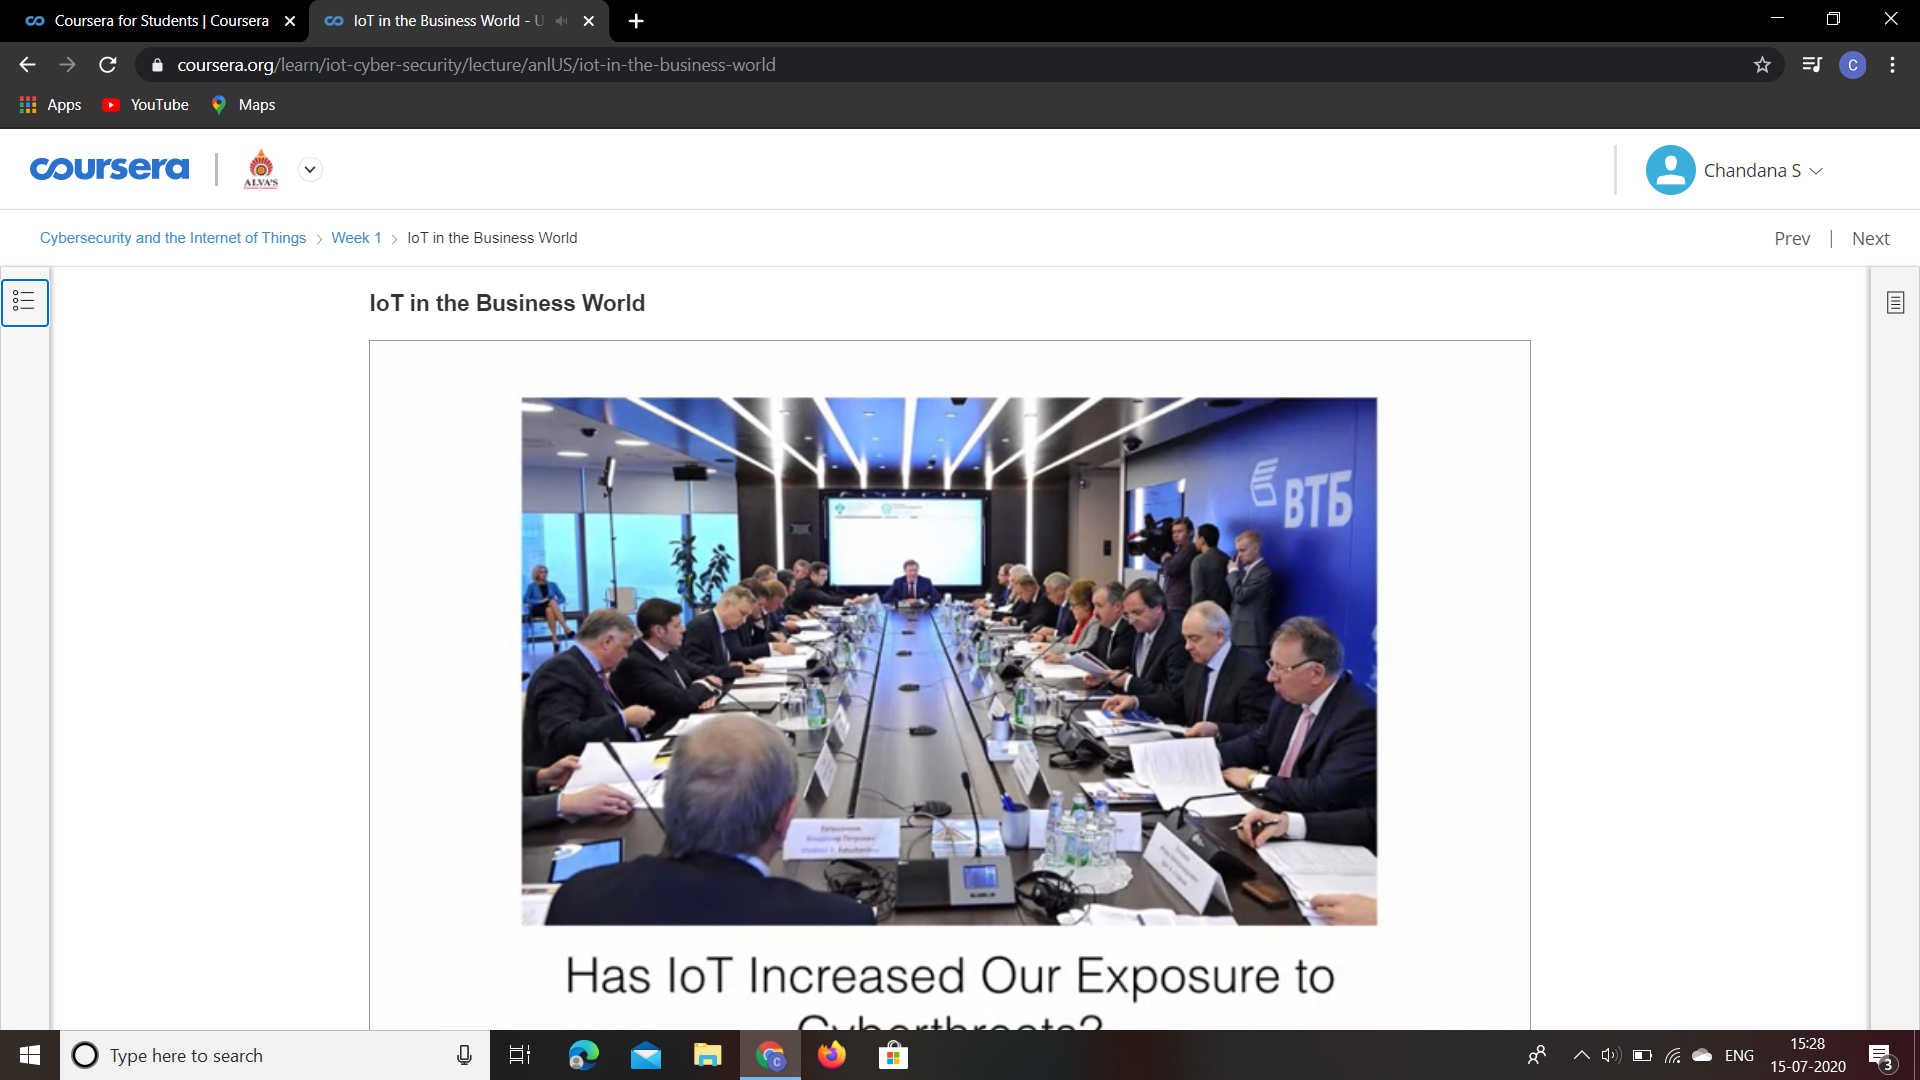 Coursera for Students | Coursera
IoT in the Business World - U
coursera.org/learn/iot-cyber-security/lecture/anlUS/iot-in-the-business-world
C
Apps
YouTube
Maps
coursera
ALVA'S
Chandana S
Cybersecurity and the Internet of Things
Week 1
IoT in the Business World
Prev
Next
IoT in the Business World
ВТБ
Has IoT Increased Our Exposure to
Cyberthreats?
Type here to search
C
ENG
15:28
15-07-2020
3